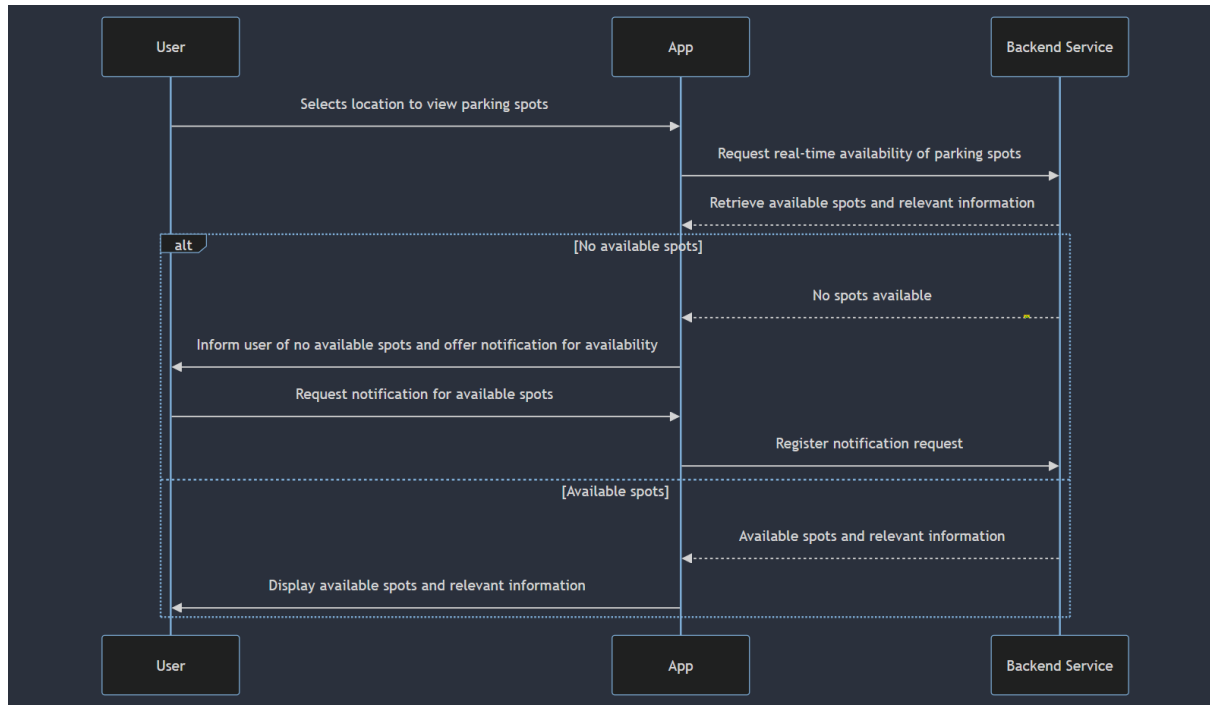 User
App
Backend Service
Selects location to view parking spots
Request real-time availability of parking spots
Retrieve available spots and relevant information
alt
[No available spots]
No spots available
Inform user of no available spots and offer notification for availability
Request notification for available spots
Register notification request
[Available spots]
Available spots and relevant information
Display available spots and relevant information
User
App
Backend Service